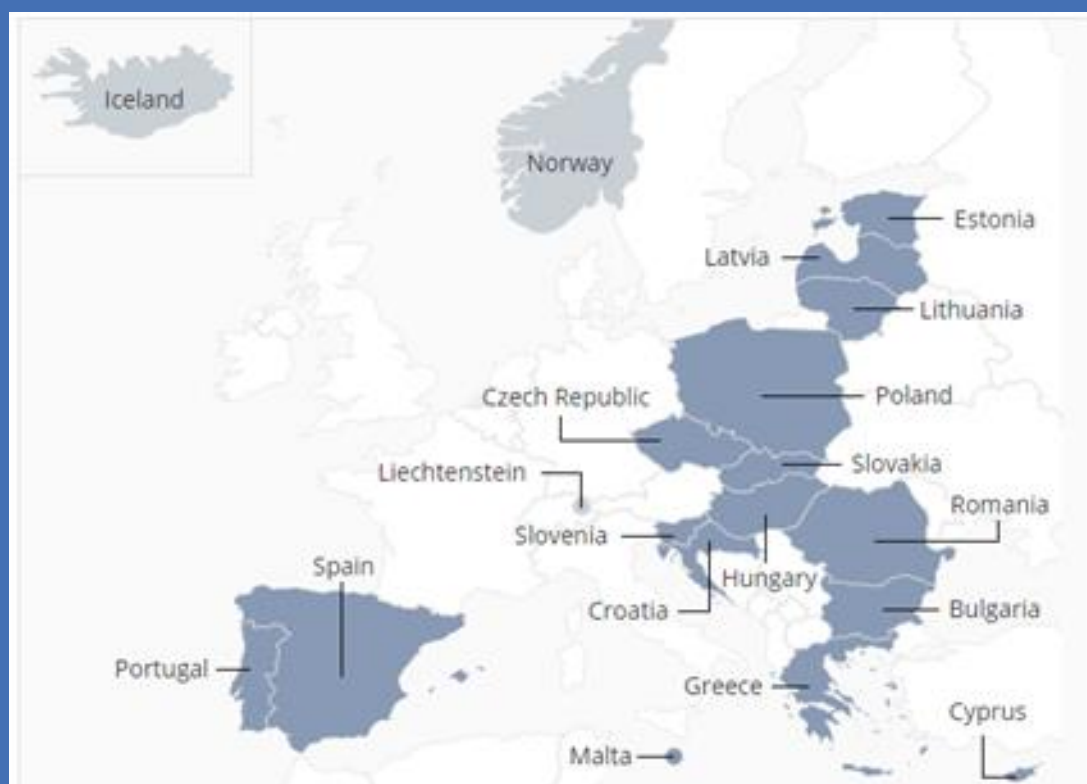 Iceland
Norway
Estonia
Latvia
Lithuania
Czech Republic
Poland
Slovakia
Liechtenstein
Romania
Slovenia
Spain
Hungary
Croatia
Bulgaria
Portugal
Greece
Cyprus
Malta